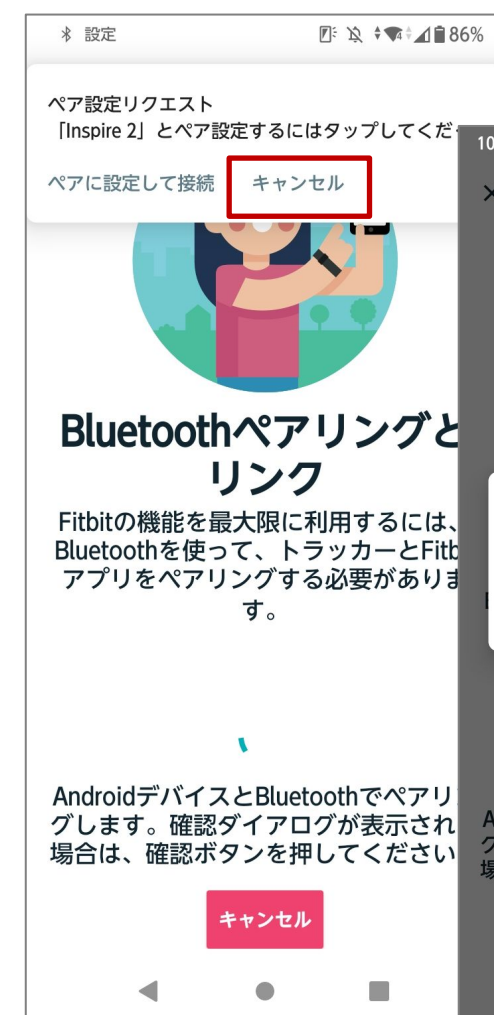 設定 86%
ペア設定リクエスト
「Inspire 2」とペア設定するにはタップしてくだ
ペアに設定して接続 キャンセル
10
Bluetoothペアリングと
リンク
Fitbitの機能を最大限に利用するには、
Bluetoothを使って、トラッカーとFitb
アプリをペアリングする必要がありま
す。
AndroidデバイスとBluetoothでペアリ
グします。確認ダイアログが表示され
場合は、確認ボタンを押してください
キャンセル